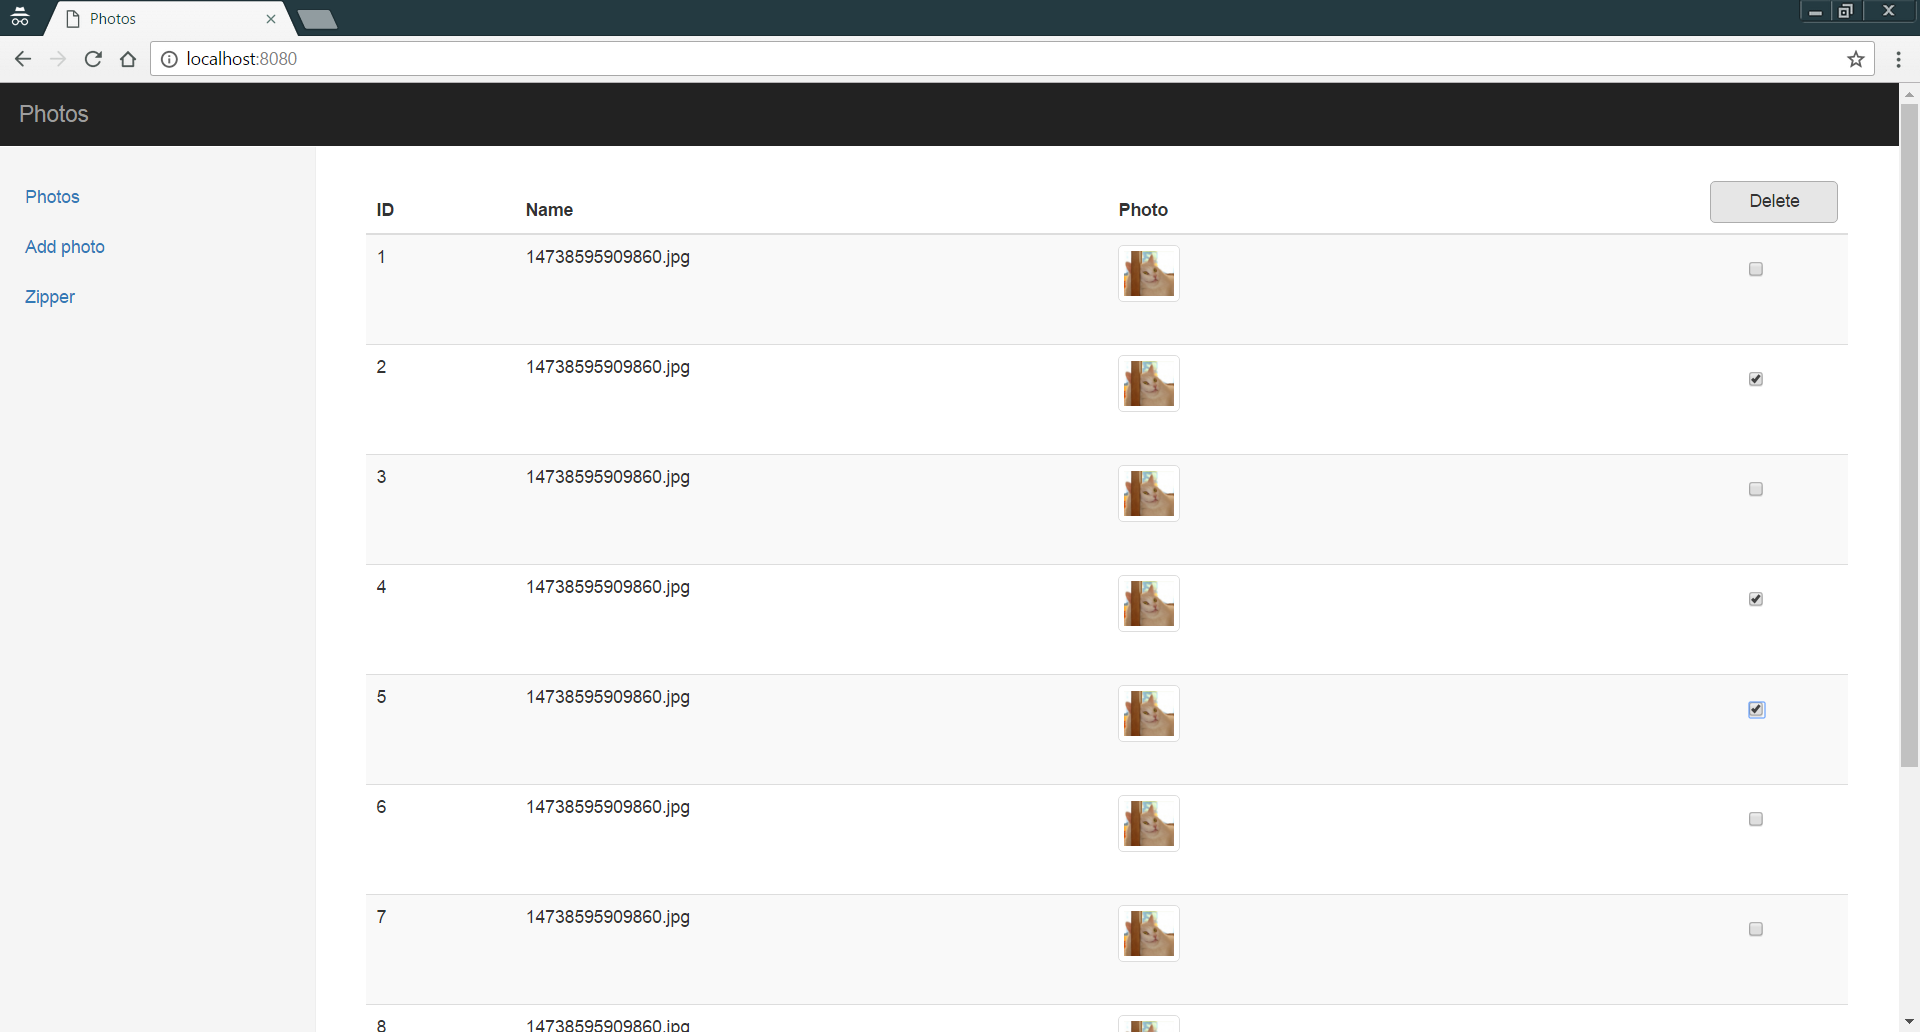 Photos
localhost:8080
Photos
Photos
Add photo
Zipper
ID Name Photo Delete
1 14738595909860.jpg
2 14738595909860.jpg
3 14738595909860.jpg
4 14738595909860.jpg
5 14738595909860.jpg
6 14738595909860.jpg
7 14738595909860.jpg
8 14738595909860.jpg